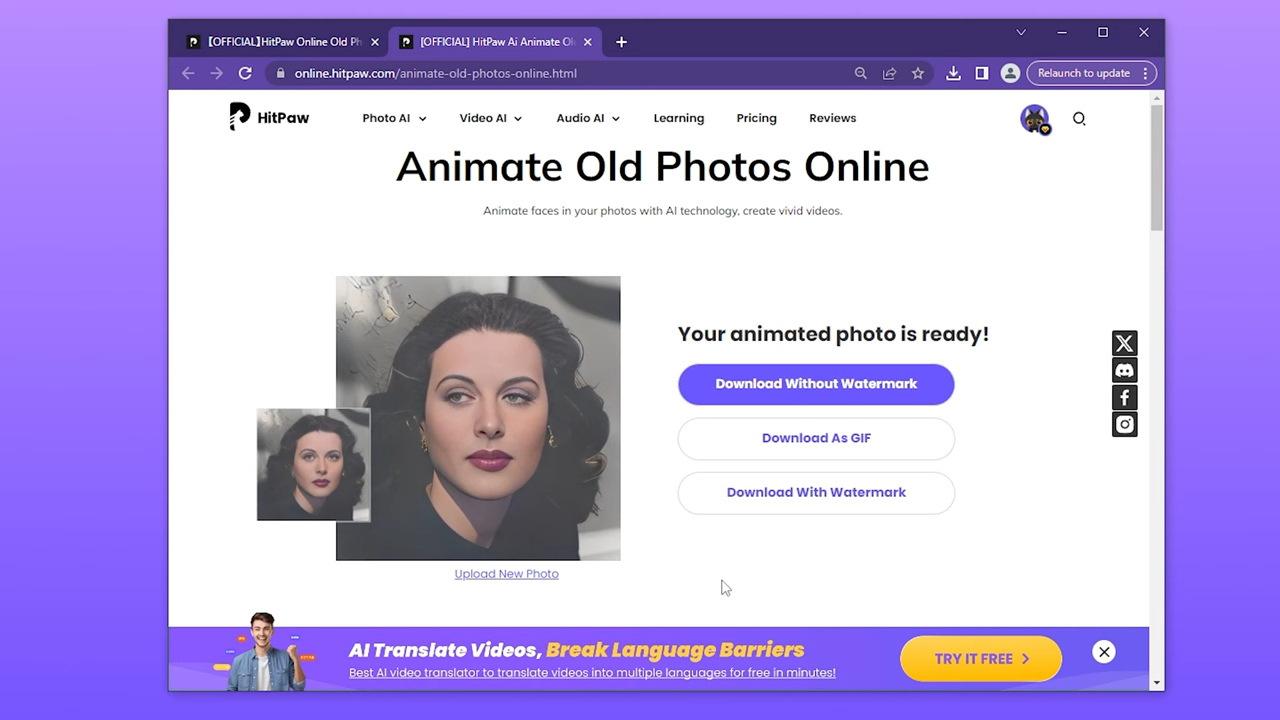 【OFFICIAL】HitPaw Online Old Ph
[OFFICIAL] HitPaw Ai Animate Ol
online.hitpaw.com/animate-old-photos-online.html
Relaunch to update
HitPaw
Photo AI
Video AI
Audio AI
Learning
Pricing
Reviews
Animate Old Photos Online
Animate faces in your photos with AI technology, create vivid videos.
Your animated photo is ready!
Download Without Watermark
Download As GIF
Download With Watermark
Upload New Photo
AI Translate Videos, Break Language Barriers
Best AI video translator to translate videos into multiple languages for free in minutes!
TRY IT FREE